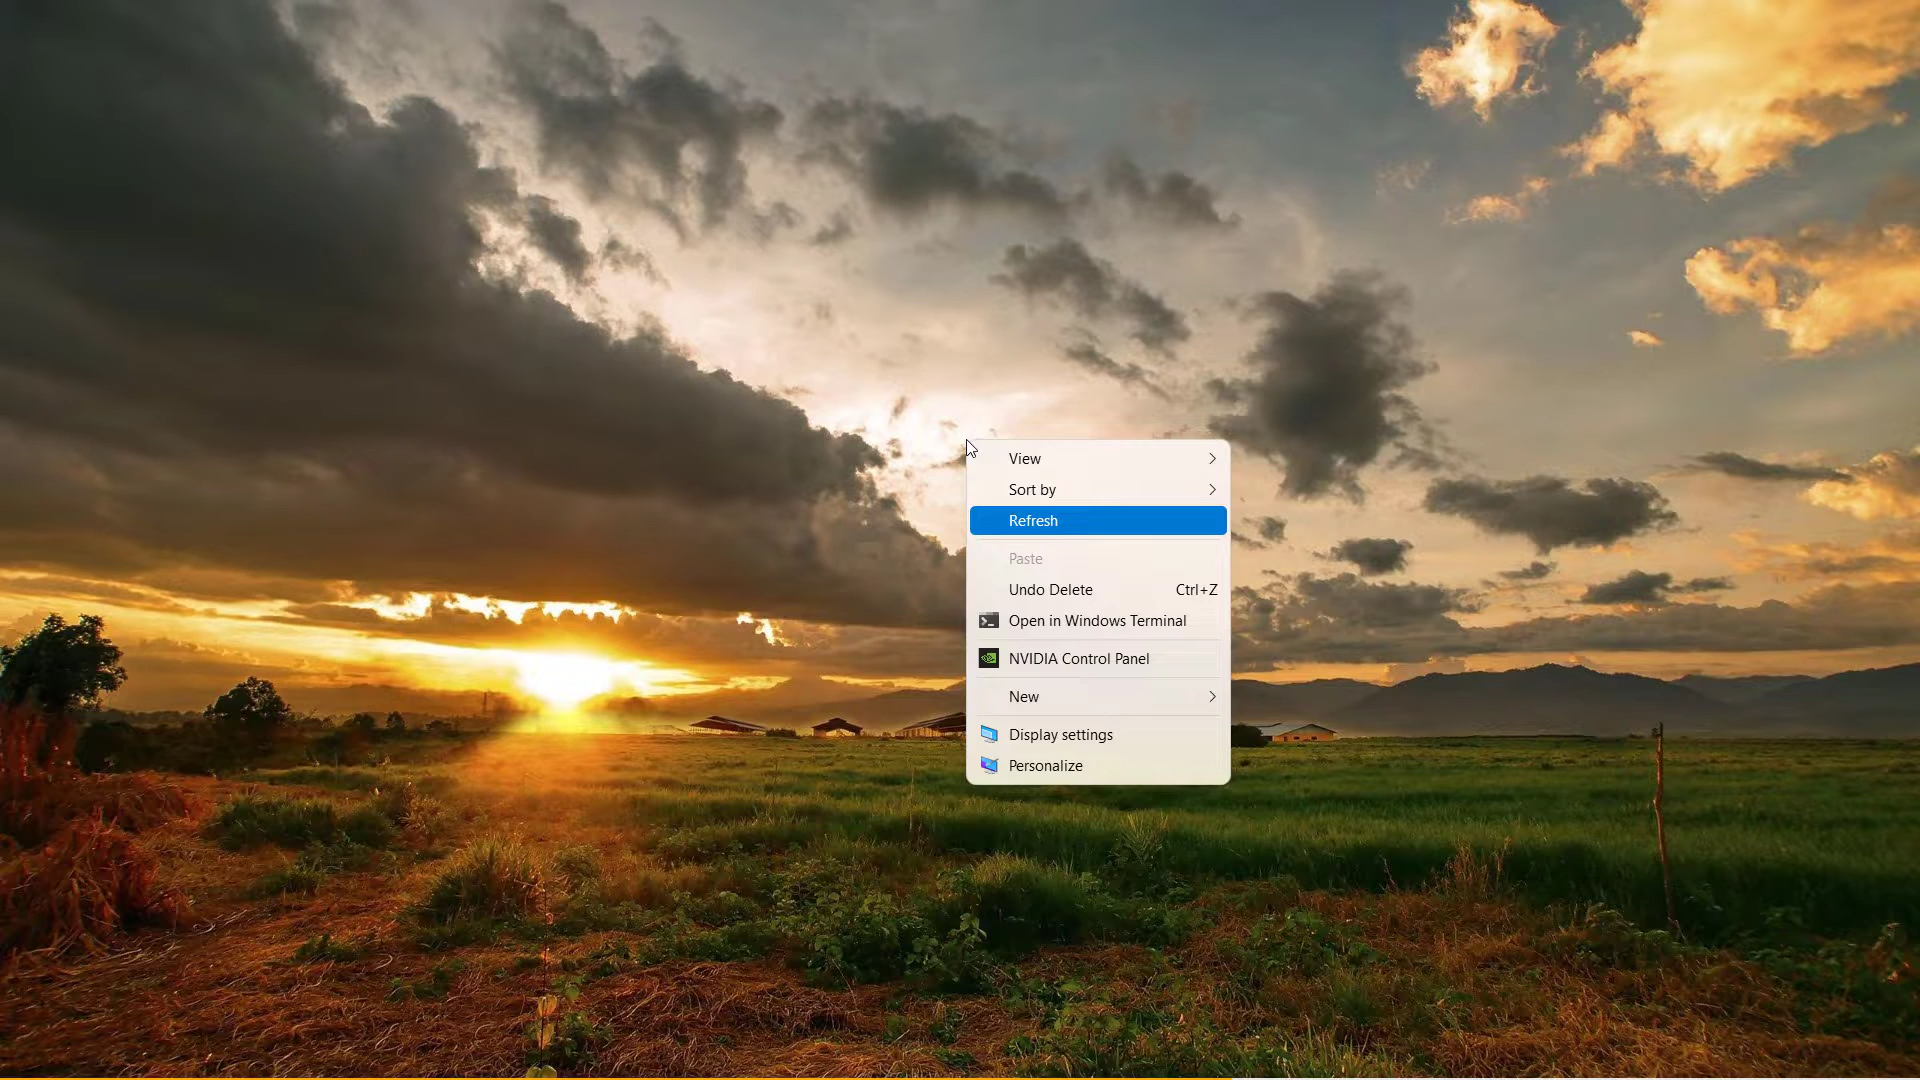 View
Sort by
Refresh
Paste
Undo Delete Ctrl+Z
Open in Windows Terminal
NVIDIA Control Panel
New
Display settings
Personalize